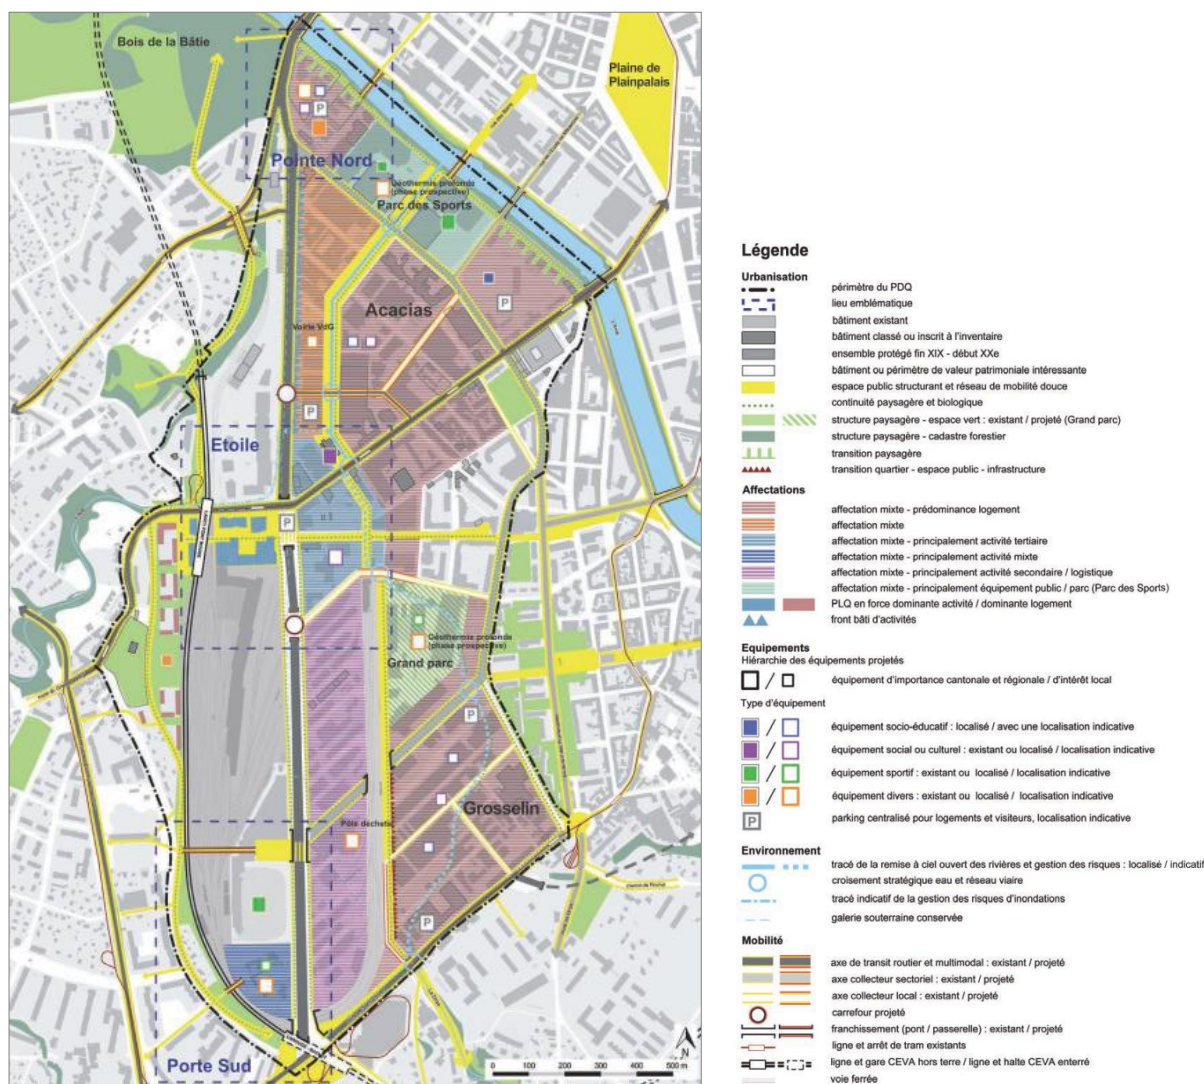 Bois de la Bâtie
Plaine de
Plainpalais
P
Pointe Nord
Géothermie profonde
(phase prospective)
Parc des Sports
P
Acacias
Voirie VdG
P
Etoile
P
Géothermie profonde
(phase prospective)
Grand parc
P
Grosselin
Pôle déchets
P
Porte Sud
N
0 100 200 300 400 500 m
Légende
Urbanisation
périmètre du PDQ
lieu emblématique
bâtiment existant
bâtiment classé ou inscrit à l'inventaire
ensemble protégé fin XIX - début XXe
bâtiment ou périmètre de valeur patrimoniale intéressante
espace public structurant et réseau de mobilité douce
continuité paysagère et biologique
structure paysagère - espace vert : existant / projeté (Grand parc)
structure paysagère - cadastre forestier
transition paysagère
transition quartier - espace public - infrastructure
Affectations
affectation mixte - prédominance logement
affectation mixte
affectation mixte - principalement activité tertiaire
affectation mixte - principalement activité mixte
affectation mixte - principalement activité secondaire / logistique
affectation mixte - principalement équipement public / parc (Parc des Sports)
PLQ en force dominante activité / dominante logement
front bâti d'activités
Equipements
Hiérarchie des équipements projetés
/ équipement d'importance cantonale et régionale / d'intérêt local
Type d'équipement
/ équipement socio-éducatif : localisé / avec une localisation indicative
/ équipement social ou culturel : existant ou localisé / localisation indicative
/ équipement sportif : existant ou localisé / localisation indicative
/ équipement divers : existant ou localisé / localisation indicative
P parking centralisé pour logements et visiteurs, localisation indicative
Environnement
tracé de la remise à ciel ouvert des rivières et gestion des risques : localisé / indicatif
croisement stratégique eau et réseau viaire
tracé indicatif de la gestion des risques d'inondations
galerie souterraine conservée
Mobilité
axe de transit routier et multimodal : existant / projeté
axe collecteur sectoriel : existant / projeté
axe collecteur local : existant / projeté
carrefour projeté
franchissement (pont / passerelle) : existant / projeté
ligne et arrêt de tram existants
ligne et gare CEVA hors terre / ligne et halte CEVA enterré
voie ferrée